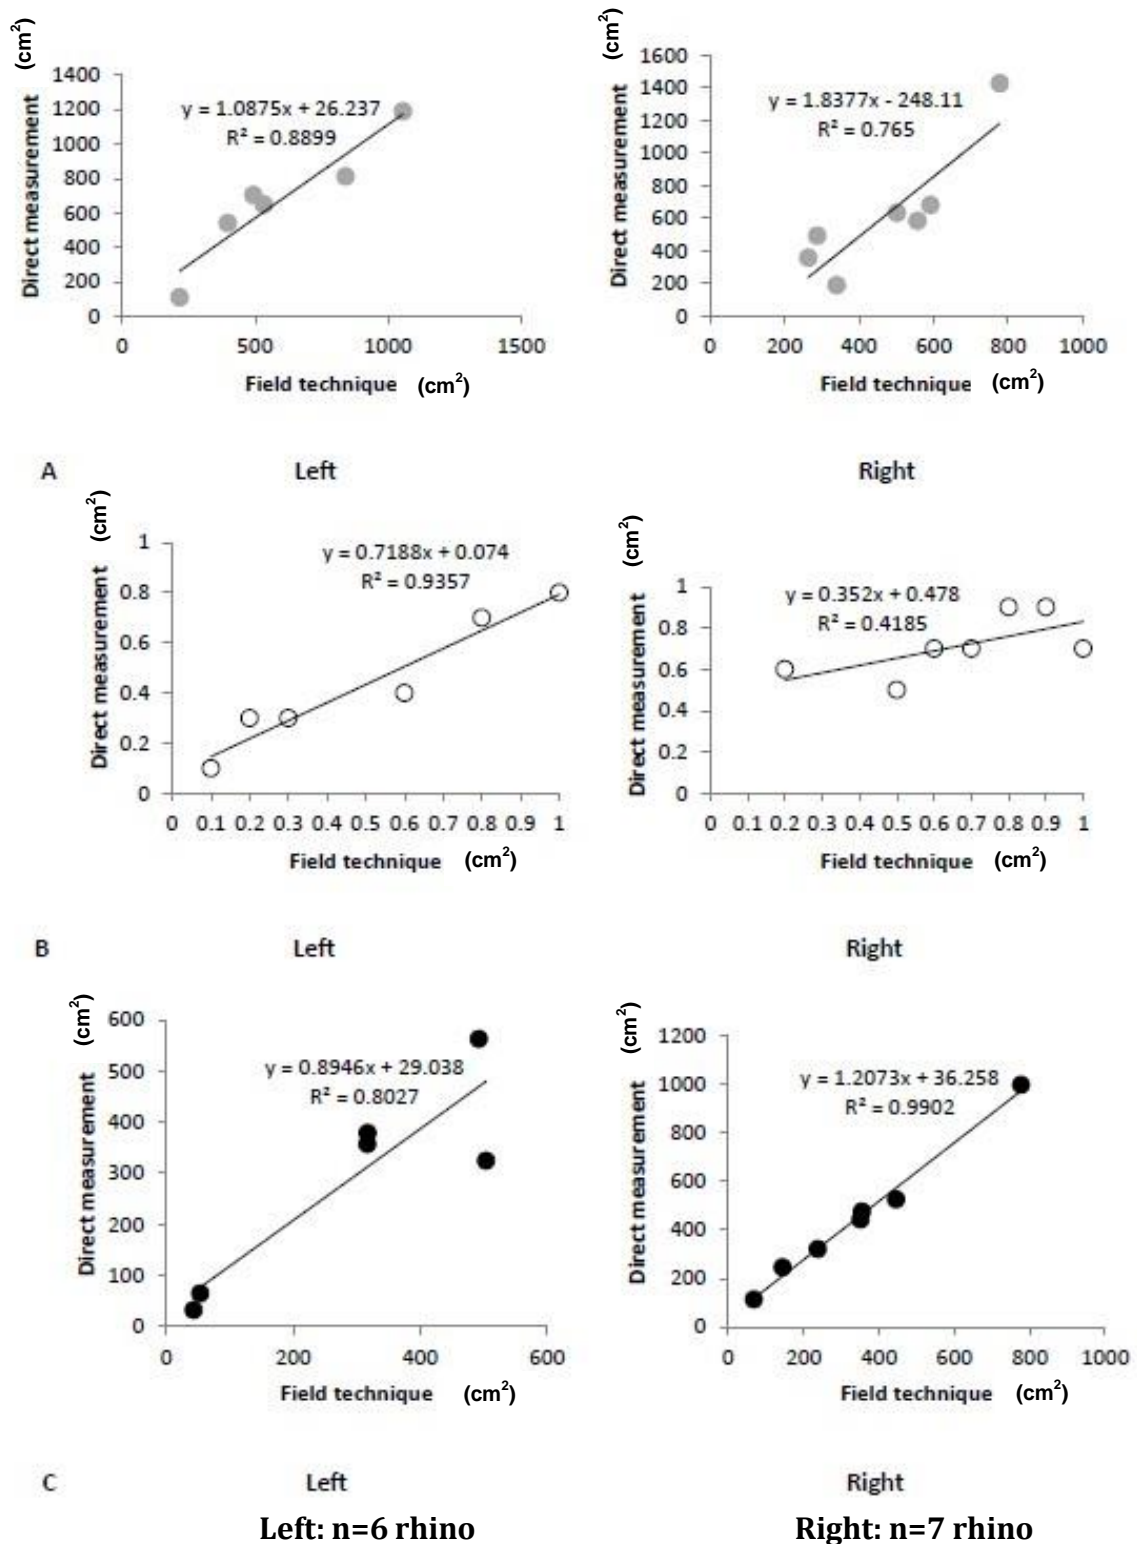 (cm²)
Direct measurement
1400
1200
1000
800
600
400
200
0
y = 1.0875x + 26.237
R² = 0.8899
0 500 1000 1500
Field technique (cm²)
(cm²)
Direct measurement
1600
1400
1200
1000
800
600
400
200
0
y = 1.8377x - 248.11
R² = 0.765
0 200 400 600 800 1000
Field technique (cm²)
A Left Right
(cm²)
Direct measurement
1
0.8
0.6
0.4
0.2
0
y = 0.7188x + 0.074
R² = 0.9357
0 0.1 0.2 0.3 0.4 0.5 0.6 0.7 0.8 0.9 1
Field technique (cm²)
(cm²)
Direct measurement
1
0.8
0.6
0.4
0.2
0
y = 0.352x + 0.478
R² = 0.4185
0 0.1 0.2 0.3 0.4 0.5 0.6 0.7 0.8 0.9 1
Field technique (cm²)
B Left Right
(cm²)
Direct measurement
600
500
400
300
200
100
0
y = 0.8946x + 29.038
R² = 0.8027
0 200 400 600
Field technique (cm²)
(cm²)
Direct measurement
1200
1000
800
600
400
200
0
y = 1.2073x + 36.258
R² = 0.9902
0 200 400 600 800 1000
Field technique (cm²)
C Left Right
Left: n=6 rhino Right: n=7 rhino